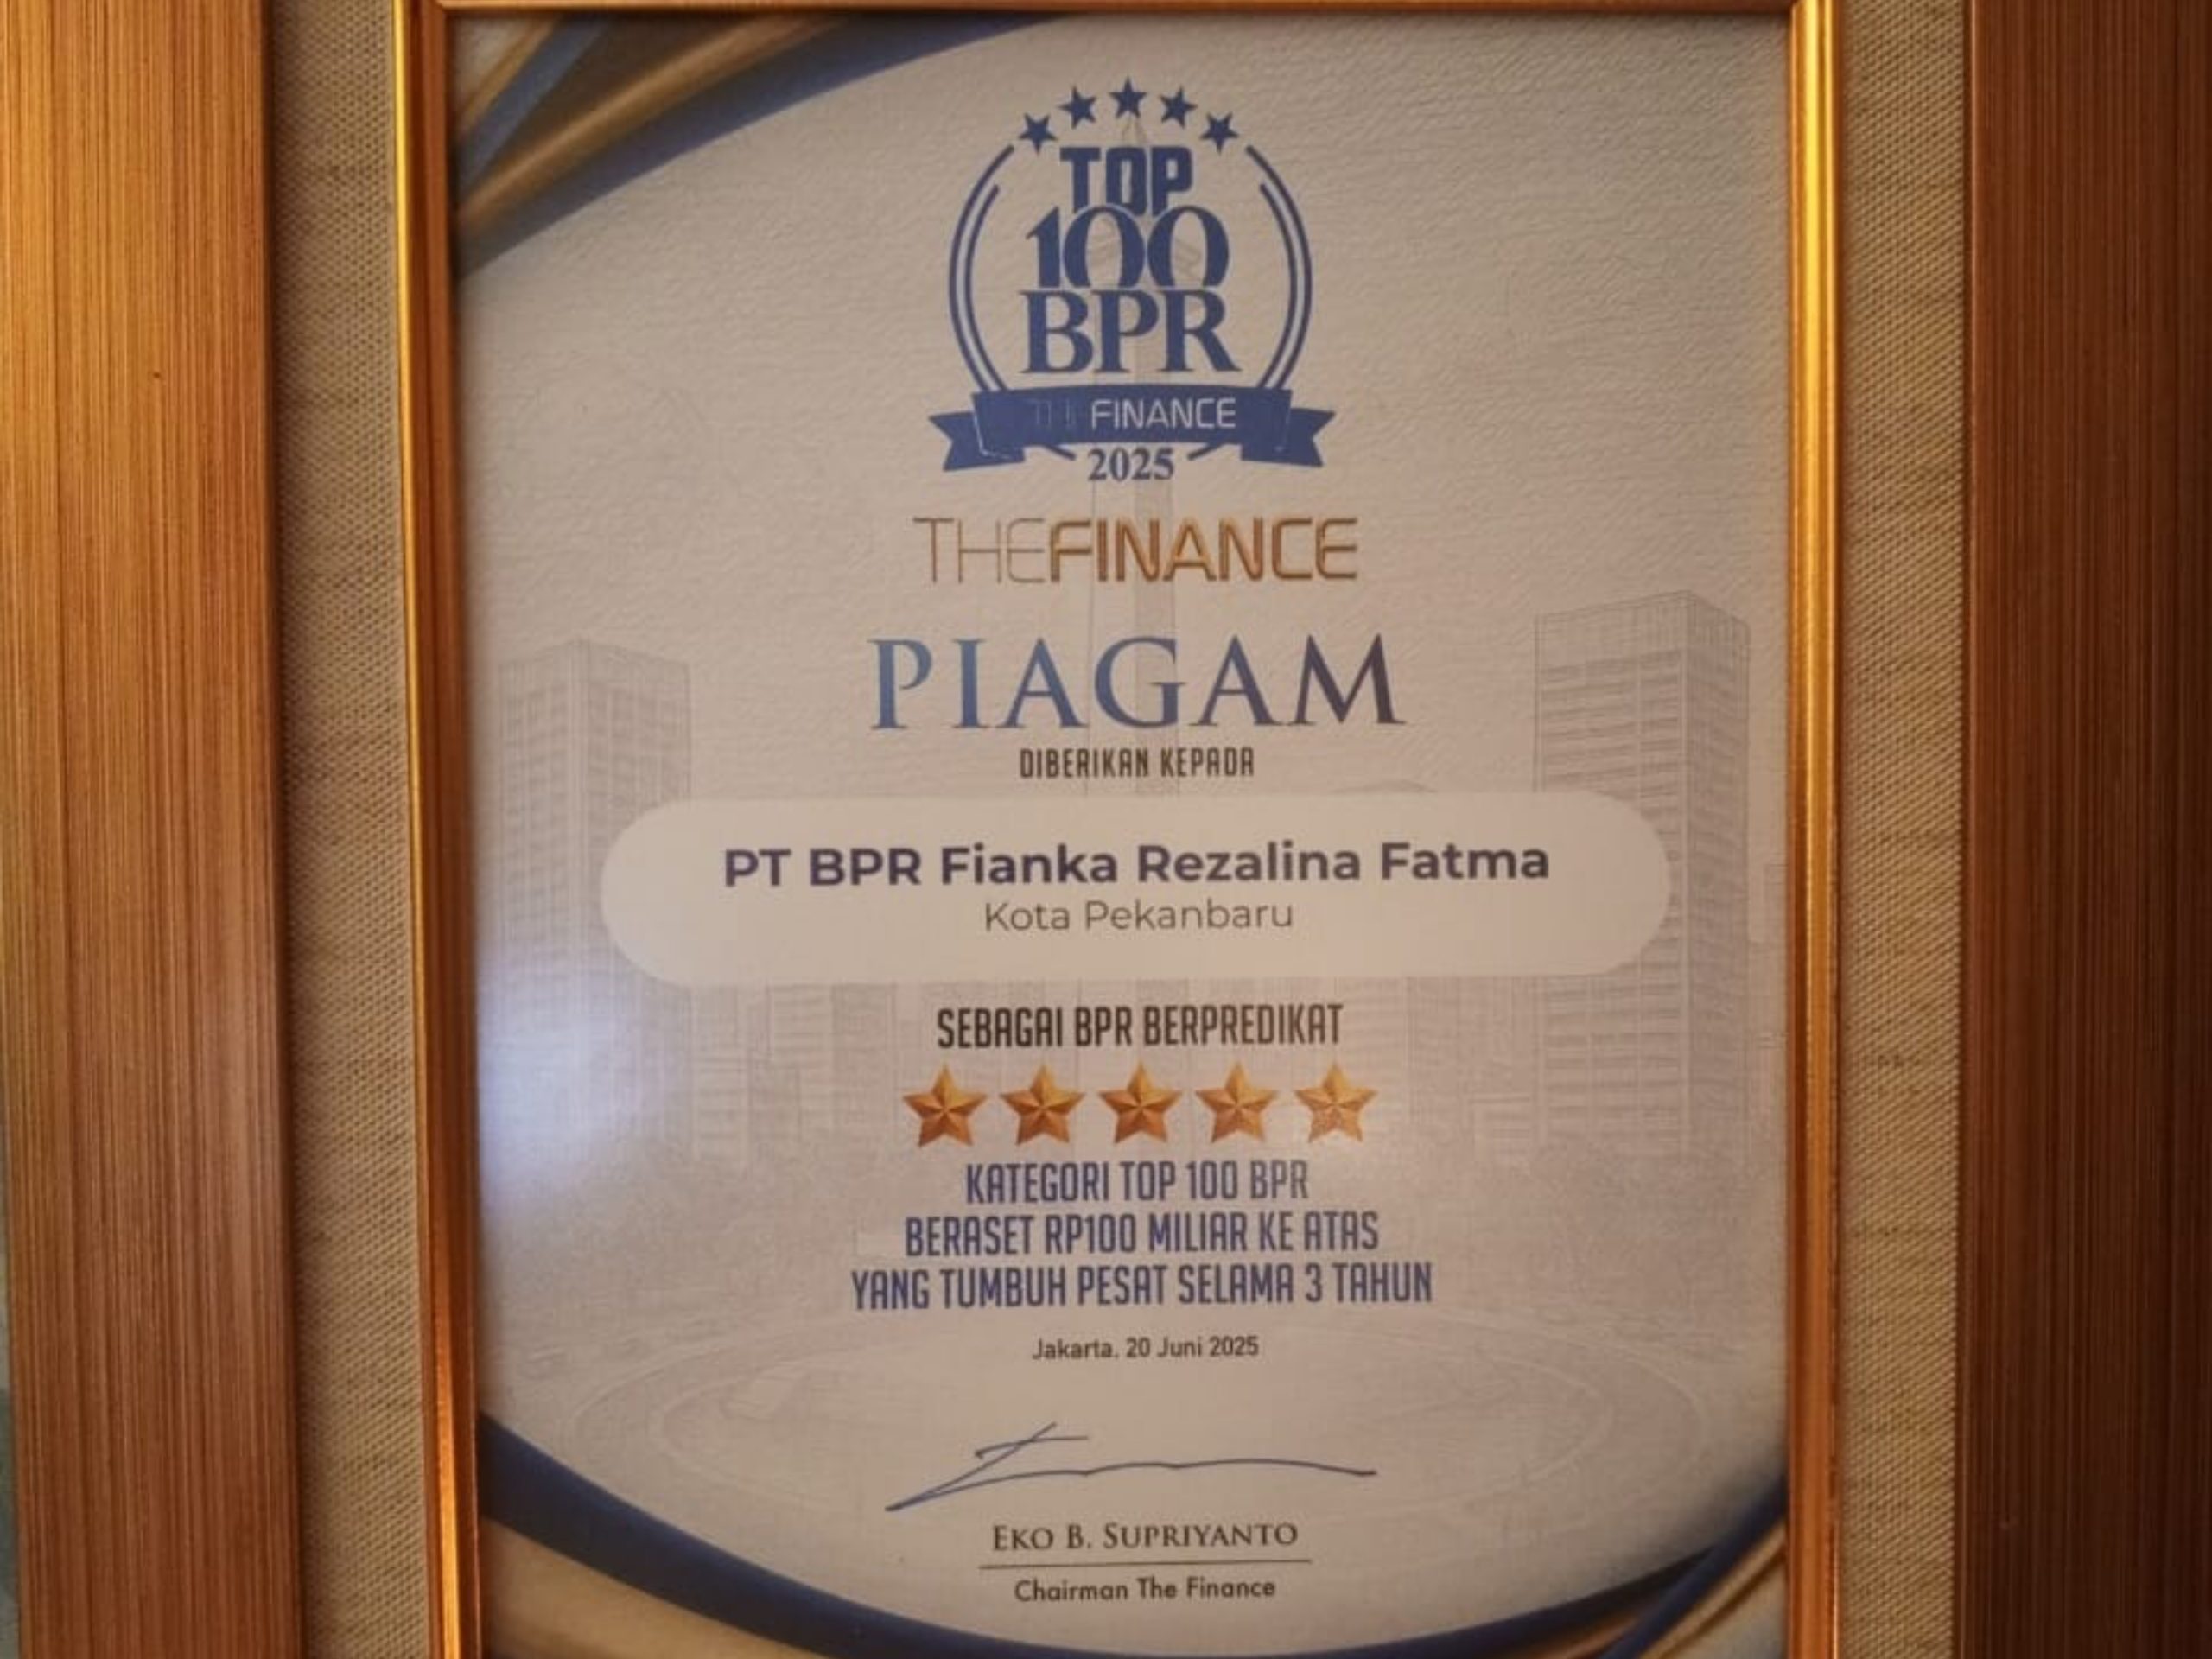 TOP
100
BPR
THE FINANCE
2025
THEFINANCE
PIAGAM
DIBERIKAN KEPADA
PT BPR Fianka Rezalina Fatma
Kota Pekanbaru
SEBAGAI BPR BERPREDIKAT
KATEGORI TOP 100 BPR
BERASET RP100 MILIAR KE ATAS
YANG TUMBUH PESAT SELAMA 3 TAHUN
Jakarta, 20 Juni 2025
EKO B. SUPRIYANTO
Chairman The Finance